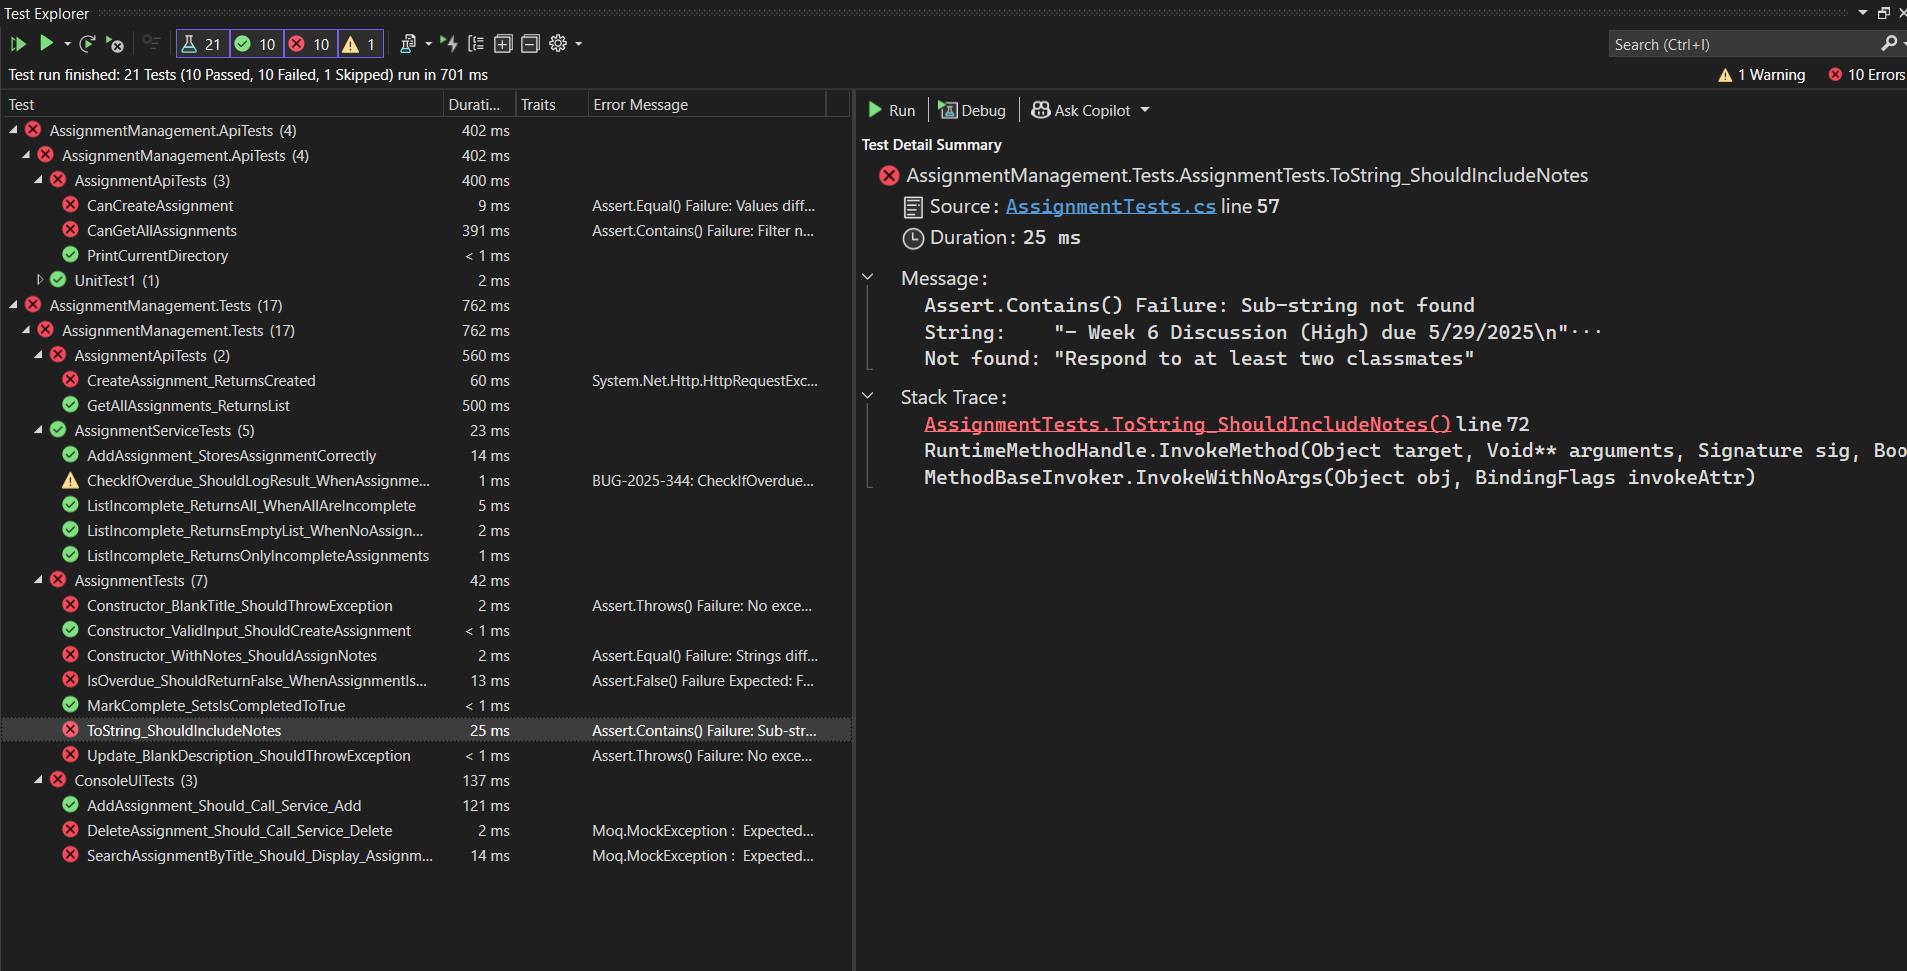 Test Explorer
21 10 10 1
Search (Ctrl+I)
Test run finished: 21 Tests (10 Passed, 10 Failed, 1 Skipped) run in 701 ms
1 Warning 10 Errors
Test Durati... Traits Error Message
AssignmentManagement.ApiTests (4) 402 ms
AssignmentManagement.ApiTests (4) 402 ms
AssignmentApiTests (3) 400 ms
CanCreateAssignment 9 ms Assert.Equal() Failure: Values diff...
CanGetAllAssignments 391 ms Assert.Contains() Failure: Filter n...
PrintCurrentDirectory < 1 ms
UnitTest1 (1) 2 ms
AssignmentManagement.Tests (17) 762 ms
AssignmentManagement.Tests (17) 762 ms
AssignmentApiTests (2) 560 ms
CreateAssignment_ReturnsCreated 60 ms System.Net.Http.HttpRequestExc...
GetAllAssignments_ReturnsList 500 ms
AssignmentServiceTests (5) 23 ms
AddAssignment_StoresAssignmentCorrectly 14 ms
CheckIfOverdue_ShouldLogResult_WhenAssignme... 1 ms BUG-2025-344: CheckIfOverdue...
ListIncomplete_ReturnsAll_WhenAllAreIncomplete 5 ms
ListIncomplete_ReturnsEmptyList_WhenNoAssign... 2 ms
ListIncomplete_ReturnsOnlyIncompleteAssignments 1 ms
AssignmentTests (7) 42 ms
Constructor_BlankTitle_ShouldThrowException 2 ms Assert.Throws() Failure: No exce...
Constructor_ValidInput_ShouldCreateAssignment < 1 ms
Constructor_WithNotes_ShouldAssignNotes 2 ms Assert.Equal() Failure: Strings diff...
IsOverdue_ShouldReturnFalse_WhenAssignmentIs... 13 ms Assert.False() Failure Expected: F...
MarkComplete_SetsIsCompletedToTrue < 1 ms
ToString_ShouldIncludeNotes 25 ms Assert.Contains() Failure: Sub-str...
Update_BlankDescription_ShouldThrowException < 1 ms Assert.Throws() Failure: No exce...
ConsoleUITests (3) 137 ms
AddAssignment_Should_Call_Service_Add 121 ms
DeleteAssignment_Should_Call_Service_Delete 2 ms Moq.MockException : Expected...
SearchAssignmentByTitle_Should_Display_Assignm... 14 ms Moq.MockException : Expected...
Run Debug Ask Copilot
Test Detail Summary
AssignmentManagement.Tests.AssignmentTests.ToString_ShouldIncludeNotes
Source: AssignmentTests.cs line 57
Duration: 25 ms
Message:
Assert.Contains() Failure: Sub-string not found
String: "- Week 6 Discussion (High) due 5/29/2025\n"···
Not found: "Respond to at least two classmates"
Stack Trace:
AssignmentTests.ToString_ShouldIncludeNotes() line 72
RuntimeMethodHandle.InvokeMethod(Object target, Void** arguments, Signature sig, Boo
MethodBaseInvoker.InvokeWithNoArgs(Object obj, BindingFlags invokeAttr)